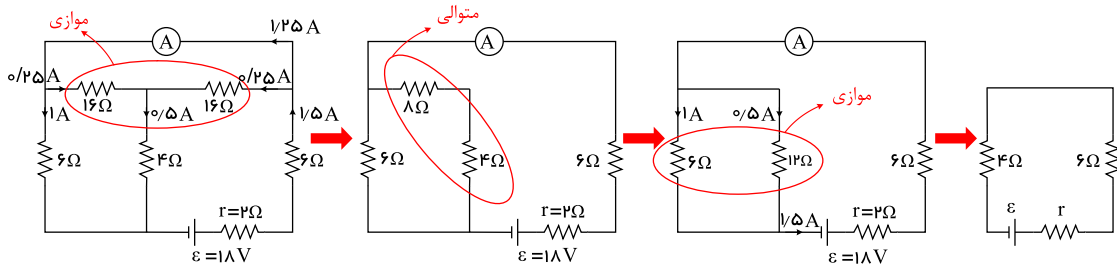 موازی
A
۱/۲۵ A
۰/۲۵A
۰/۲۵A
۱۶Ω
۱۶Ω
۱A
۰/۵A
۱/۵A
۶Ω
۴Ω
۶Ω
r=۲Ω
ε=۱۸V
متوالی
A
۸Ω
۶Ω
۴Ω
۶Ω
r=۲Ω
ε=۱۸V
A
موازی
۱A
۰/۵A
۶Ω
۱۲Ω
۶Ω
۱/۵A
r=۲Ω
ε=۱۸V
۴Ω
۶Ω
ε
r